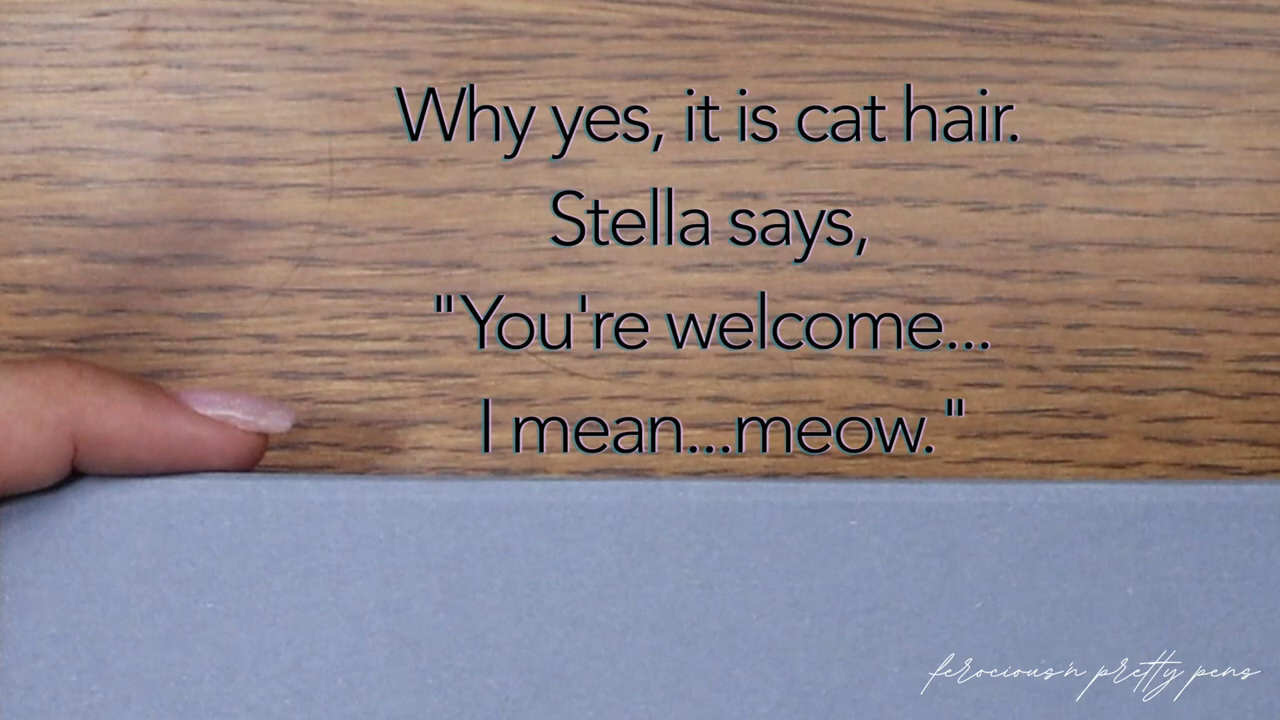 Why yes, it is cat hair.
Stella says,
"You're welcome...
I mean...meow."
ferocious'n pretty pens